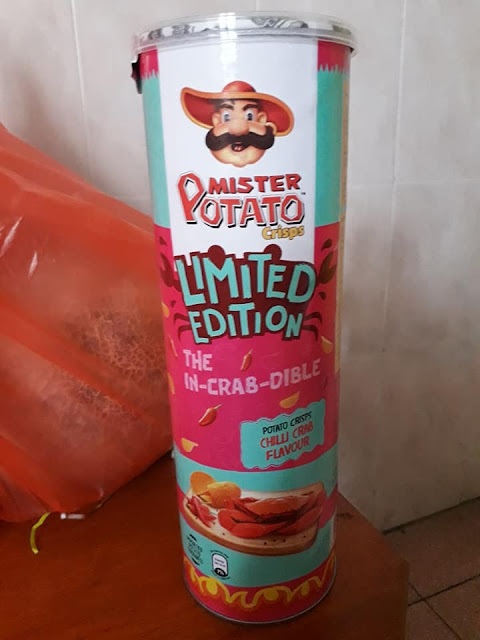 MISTER
POTATO
Crisps
LIMITED
EDITION
THE
IN-CRAB-DIBLE
POTATO CRISPS
CHILLI CRAB
FLAVOUR